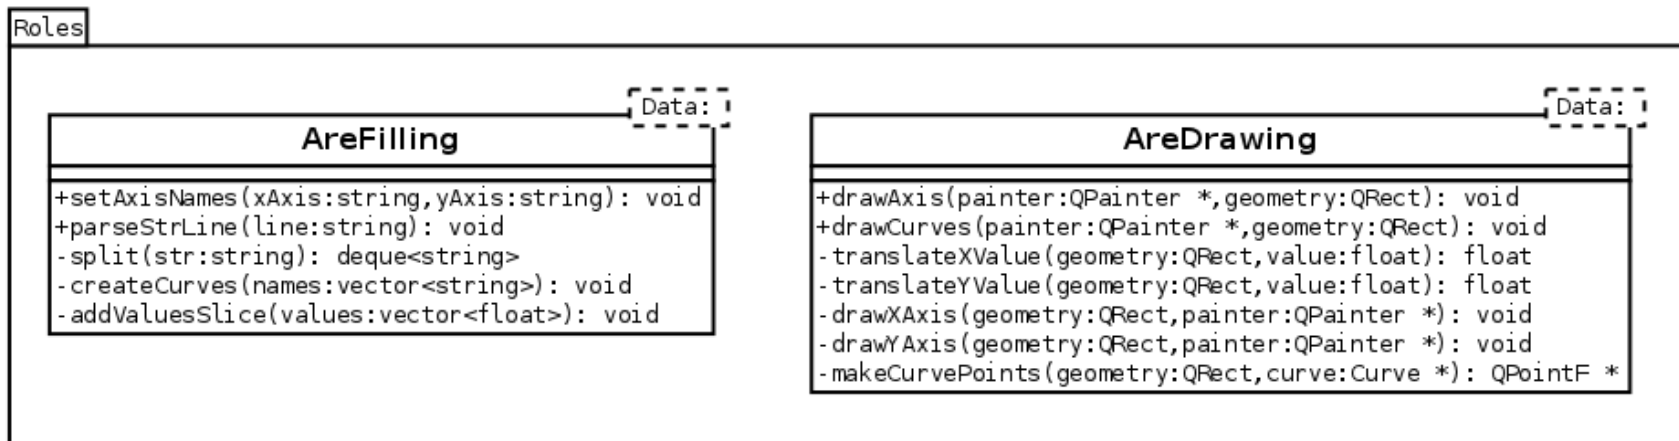 Roles
Data:
AreFilling
+setAxisNames(xAxis:string,yAxis:string): void
+parseStrLine(line:string): void
-split(str:string): deque<string>
-createCurves(names:vector<string>): void
-addValuesSlice(values:vector<float>): void
Data:
AreDrawing
+drawAxis(painter:QPainter *,geometry:QRect): void
+drawCurves(painter:QPainter *,geometry:QRect): void
-translateXValue(geometry:QRect,value:float): float
-translateYValue(geometry:QRect,value:float): float
-drawXAxis(geometry:QRect,painter:QPainter *): void
-drawYAxis(geometry:QRect,painter:QPainter *): void
-makeCurvePoints(geometry:QRect,curve:Curve *): QPointF *